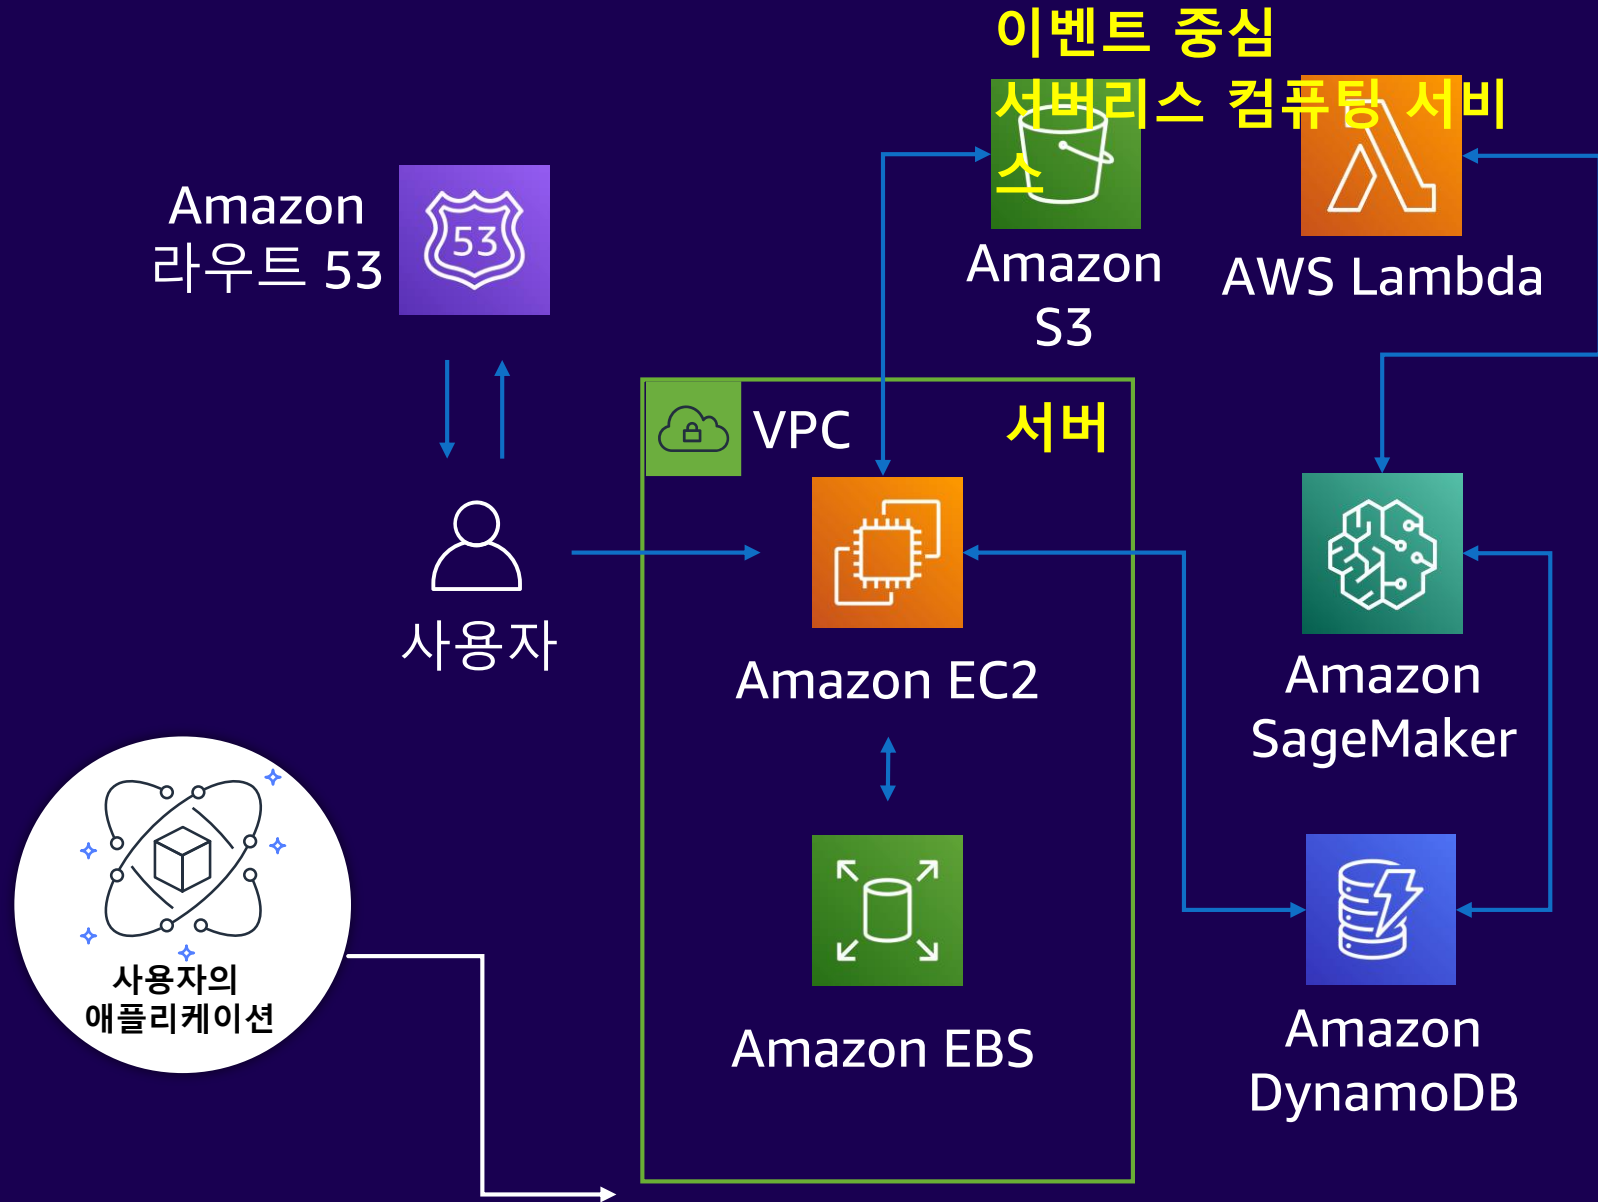 이벤트 중심
서버리스 컴퓨팅 서비
스
Amazon
라우트 53
53
Amazon
S3
AWS Lambda
VPC
서버
사용자
Amazon EC2
Amazon
SageMaker
사용자의
애플리케이션
Amazon EBS
Amazon
DynamoDB